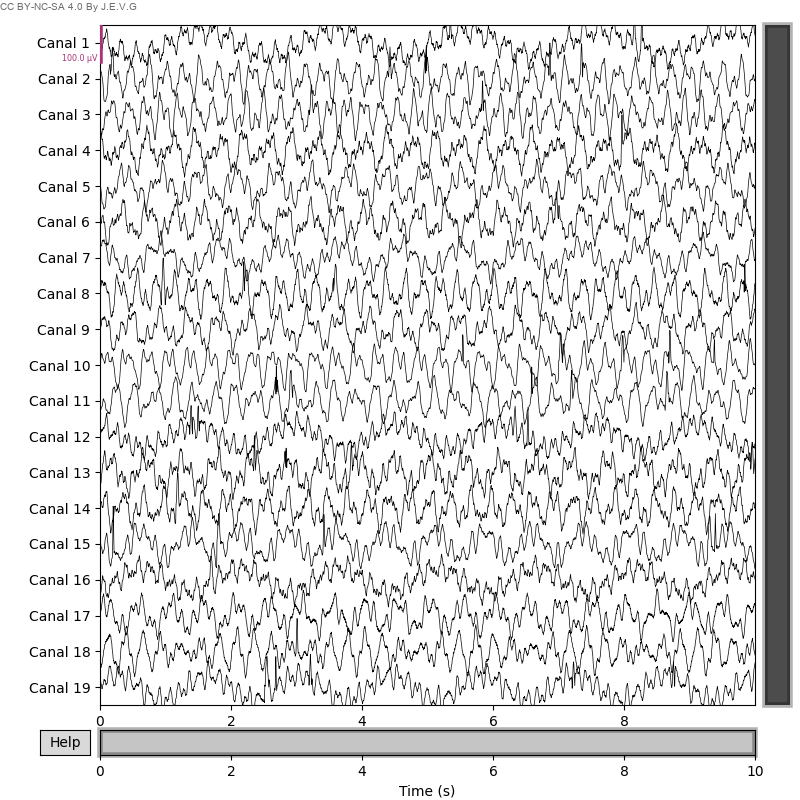 CC BY-NC-SA 4.0 By J.E.V.G
Canal 1
100.0 µV
Canal 2
Canal 3
Canal 4
Canal 5
Canal 6
Canal 7
Canal 8
Canal 9
Canal 10
Canal 11
Canal 12
Canal 13
Canal 14
Canal 15
Canal 16
Canal 17
Canal 18
Canal 19
0 2 4 6 8
Help
0 2 4 6 8 10
Time (s)